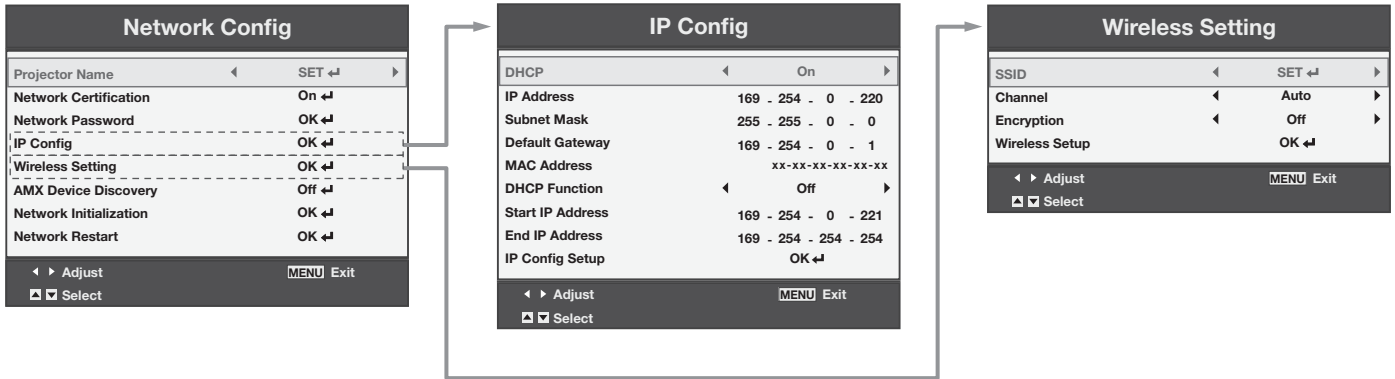 Network Config
Projector Name SET
Network Certification On
Network Password OK
IP Config OK
Wireless Setting OK
AMX Device Discovery Off
Network Initialization OK
Network Restart OK
Adjust MENU Exit
Select
IP Config
DHCP On
IP Address 169 - 254 - 0 - 220
Subnet Mask 255 - 255 - 0 - 0
Default Gateway 169 - 254 - 0 - 1
MAC Address xx-xx-xx-xx-xx-xx
DHCP Function Off
Start IP Address 169 - 254 - 0 - 221
End IP Address 169 - 254 - 254 - 254
IP Config Setup OK
Adjust MENU Exit
Select
Wireless Setting
SSID SET
Channel Auto
Encryption Off
Wireless Setup OK
Adjust MENU Exit
Select